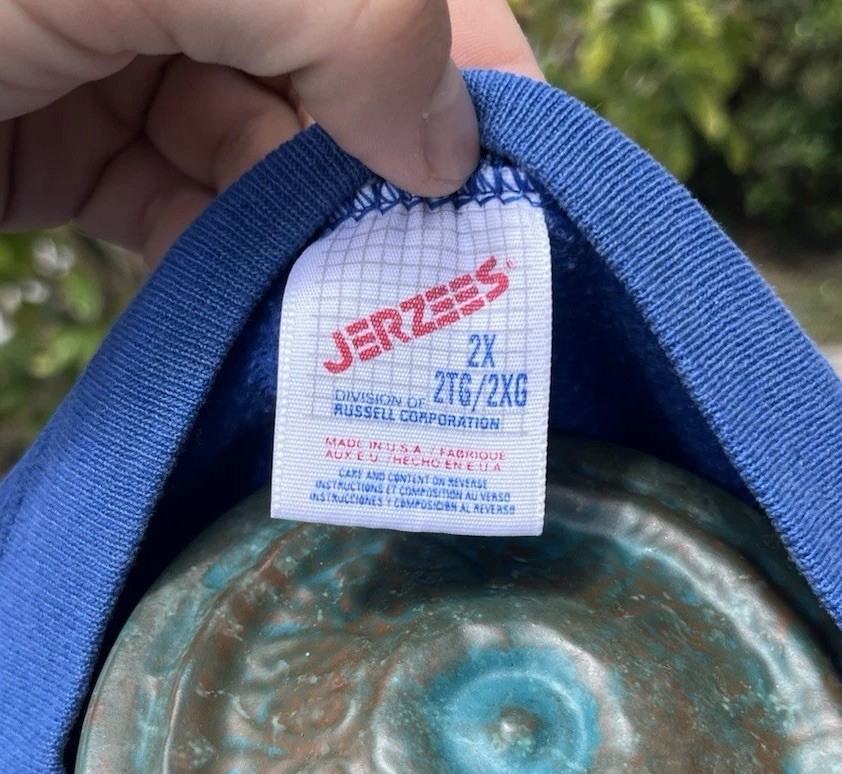 JERZEES®
2X
2TG/2XG
DIVISION OF
RUSSELL CORPORATION
MADE IN U.S.A. / FABRIQUE
AUX E.U. / HECHO EN E.U.A.
CARE AND CONTENT ON REVERSE
INSTRUCTIONS ET COMPOSITION AU VERSO
INSTRUCCIONES Y COMPOSICION AL REVERSO